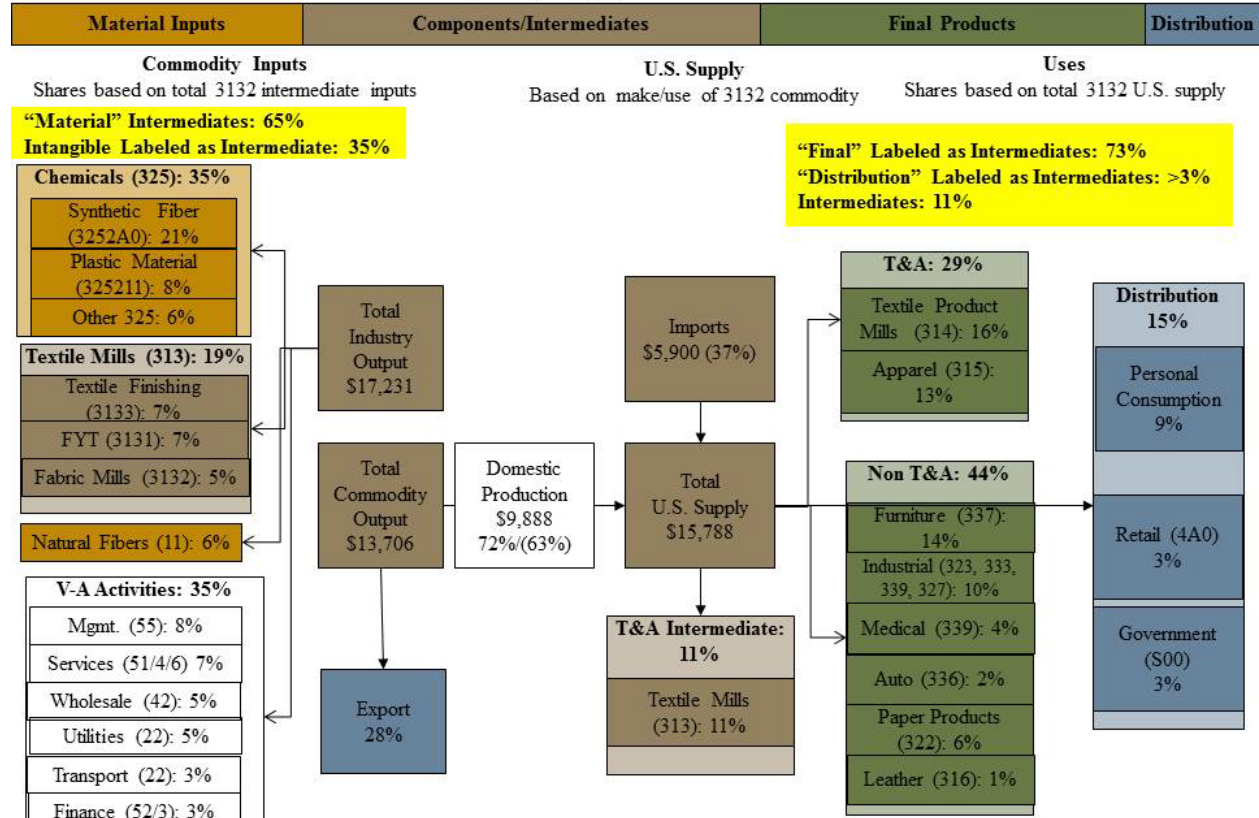 Material Inputs
Components/Intermediates
Final Products
Distribution
Commodity Inputs
Shares based on total 3132 intermediate inputs
U.S. Supply
Based on make/use of 3132 commodity
Uses
Shares based on total 3132 U.S. supply
“Material” Intermediates: 65%
Intangible Labeled as Intermediate: 35%
“Final” Labeled as Intermediates: 73%
“Distribution” Labeled as Intermediates: >3%
Intermediates: 11%
Chemicals (325): 35%
Synthetic Fiber
(3252A0): 21%
Plastic Material
(325211): 8%
Other 325: 6%
Textile Mills (313): 19%
Textile Finishing
(3133): 7%
FYT (3131): 7%
Fabric Mills (3132): 5%
Natural Fibers (11): 6%
V-A Activities: 35%
Mgmt. (55): 8%
Services (51/4/6) 7%
Wholesale (42): 5%
Utilities (22): 5%
Transport (22): 3%
Finance (52/3): 3%
Total
Industry
Output
$17,231
Total
Commodity
Output
$13,706
Export
28%
Domestic
Production
$9,888
72%/(63%)
Imports
$5,900 (37%)
Total
U.S. Supply
$15,788
T&A Intermediate:
11%
Textile Mills
(313): 11%
T&A: 29%
Textile Product
Mills (314): 16%
Apparel (315):
13%
Non T&A: 44%
Furniture (337):
14%
Industrial (323, 333,
339, 327): 10%
Medical (339): 4%
Auto (336): 2%
Paper Products
(322): 6%
Leather (316): 1%
Distribution
15%
Personal
Consumption
9%
Retail (4A0)
3%
Government
(S00)
3%